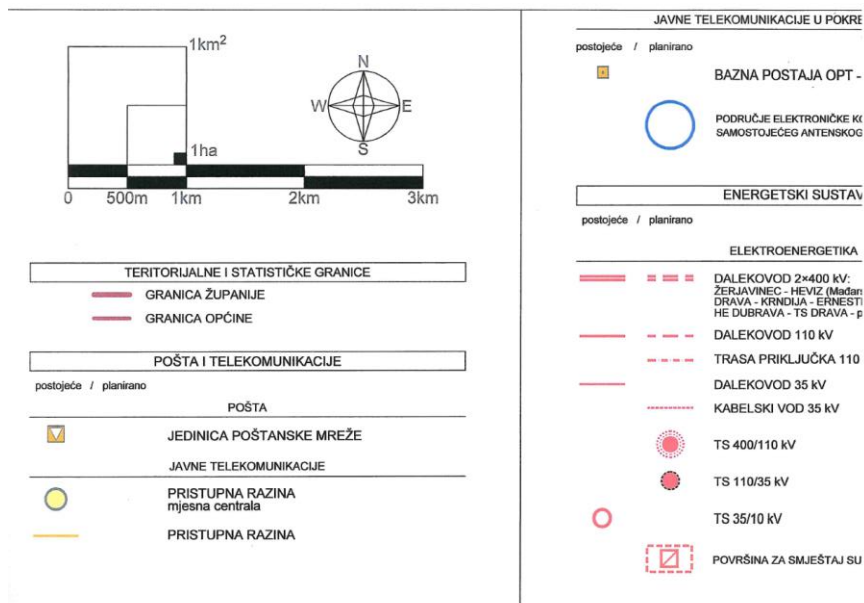 1km²
N
W E
S
1ha
0 500m 1km 2km 3km
TERITORIJALNE I STATISTIČKE GRANICE
GRANICA ŽUPANIJE
GRANICA OPĆINE
POŠTA I TELEKOMUNIKACIJE
postojeće / planirano
POŠTA
JEDINICA POŠTANSKE MREŽE
JAVNE TELEKOMUNIKACIJE
PRISTUPNA RAZINA
mjesna centrala
PRISTUPNA RAZINA
JAVNE TELEKOMUNIKACIJE U POKRE
postojeće / planirano
BAZNA POSTAJA OPT -
PODRUČJE ELEKTRONIČKE
SAMOSTOJEĆEG ANTENSKOG
ENERGETSKI SUSTAV
postojeće / planirano
ELEKTROENERGETIKA
DALEKOVOD 2×400 kV:
ŽERJAVINEC - HEVIZ
DRAVA - KRNDIJA -
HE DUBRAVA - TS DRAVA -
DALEKOVOD 110 kV
TRASA PRIKLJUČKA 110
DALEKOVOD 35 kV
KABELSKI VOD 35 kV
TS 400/110 kV
TS 110/35 kV
TS 35/10 kV
POVRŠINA ZA SMJEŠTAJ SU